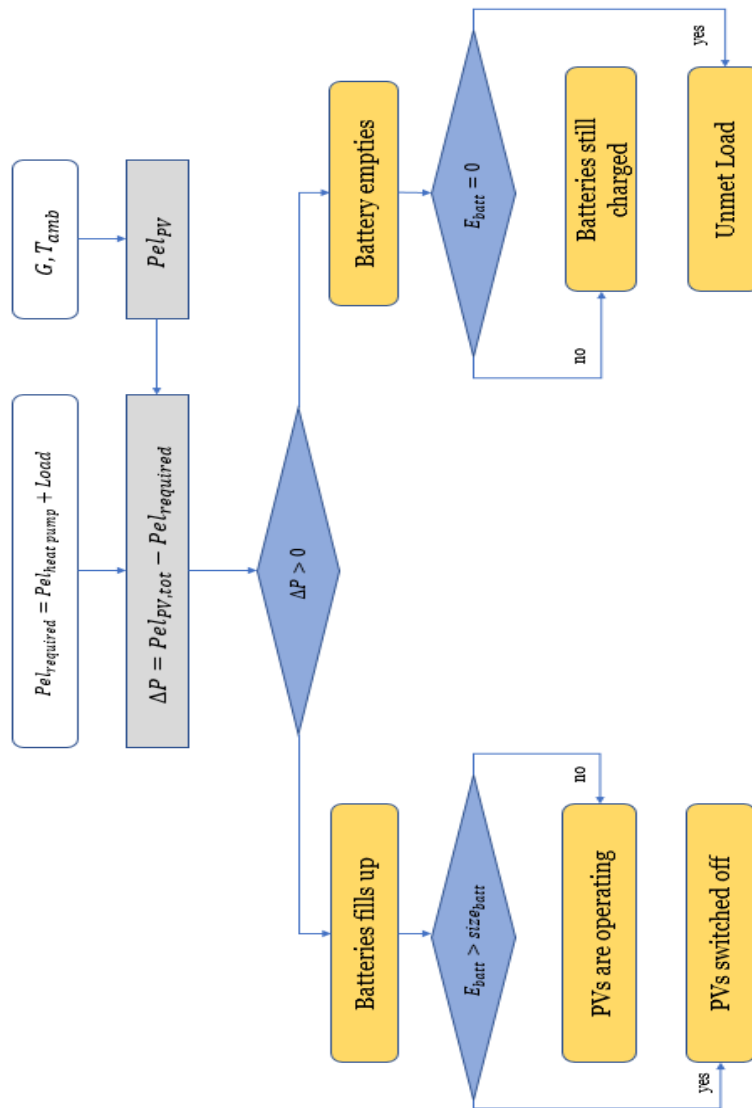 Pel_required = Pel_heat pump + Load
G, T_amb
ΔP = Pel_PV,tot − Pel_required
Pel_PV
ΔP > 0
Batteries fills up
Battery empties
E_batt > size_batt
E_batt = 0
no
no
PVs are operating
Batteries still
charged
yes
yes
PVs switched off
Unmet Load